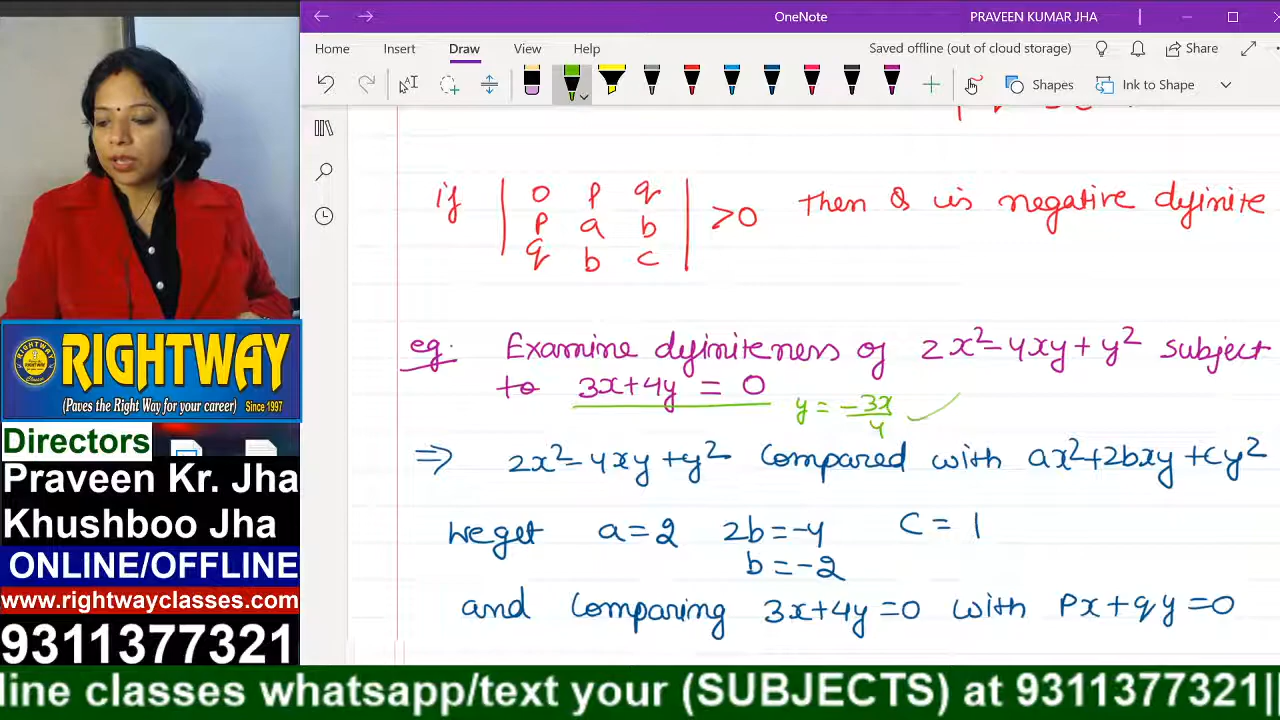 OneNote
PRAVEEN KUMAR JHA
Home Insert Draw View Help
Saved offline (out of cloud storage)
Share
Shapes
Ink to Shape
if | 0 p q | > 0 then Q is negative dyinite
| p a b |
| q b c |
eg. Examine dyiniteness of 2x²-4xy+y² subject
to 3x+4y = 0
y = -3x/4
⇒ 2x²-4xy+y² Compared with ax²+2bxy+cy²
We get a=2 2b=-4 C=1
b=-2
and Comparing 3x+4y=0 with Px+qy=0
RIGHTWAY
(Paves the Right Way for your career) Since 1997
Directors
Praveen Kr. Jha
Khushboo Jha
ONLINE/OFFLINE
www.rightwayclasses.com
9311377321
line classes whatsapp/text your (SUBJECTS) at 9311377321||